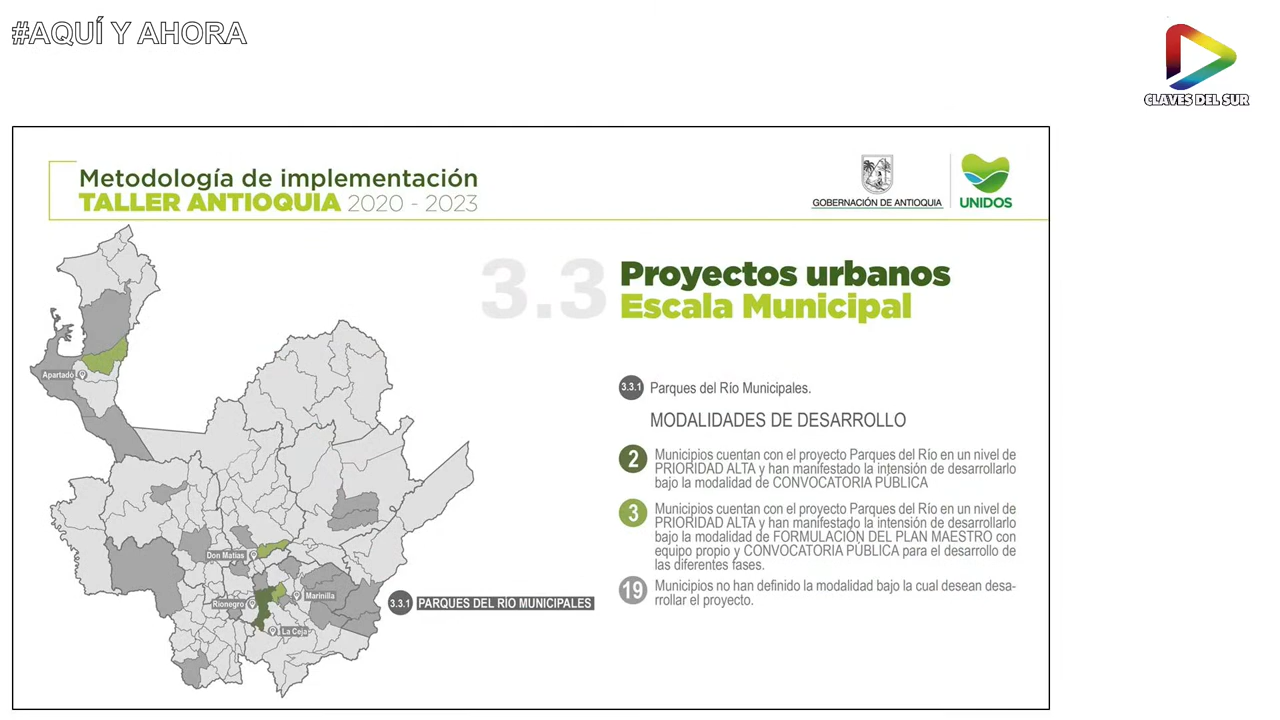 #AQUÍ Y AHORA
CLAVES DEL SUR
Metodología de implementación
TALLER ANTIOQUIA 2020 - 2023
GOBERNACIÓN DE ANTIOQUIA
UNIDOS
3.3 Proyectos urbanos
Escala Municipal
3.3.1 Parques del Río Municipales.
MODALIDADES DE DESARROLLO
2 Municipios cuentan con el proyecto Parques del Río en un nivel de
PRIORIDAD ALTA y han manifestado la intensión de desarrollarlo
bajo la modalidad de CONVOCATORIA PÚBLICA
3 Municipios cuentan con el proyecto Parques del Río en un nivel de
PRIORIDAD ALTA y han manifestado la intensión de desarrollarlo
bajo la modalidad de FORMULACIÓN DEL PLAN MAESTRO con
equipo propio y CONVOCATORIA PÚBLICA para el desarrollo de
las diferentes fases.
19 Municipios no han definido la modalidad bajo la cual desean desa-
rrollar el proyecto.
Apartadó
Don Matías
Rionegro
Marinilla
La Ceja
3.3.1 PARQUES DEL RÍO MUNICIPALES